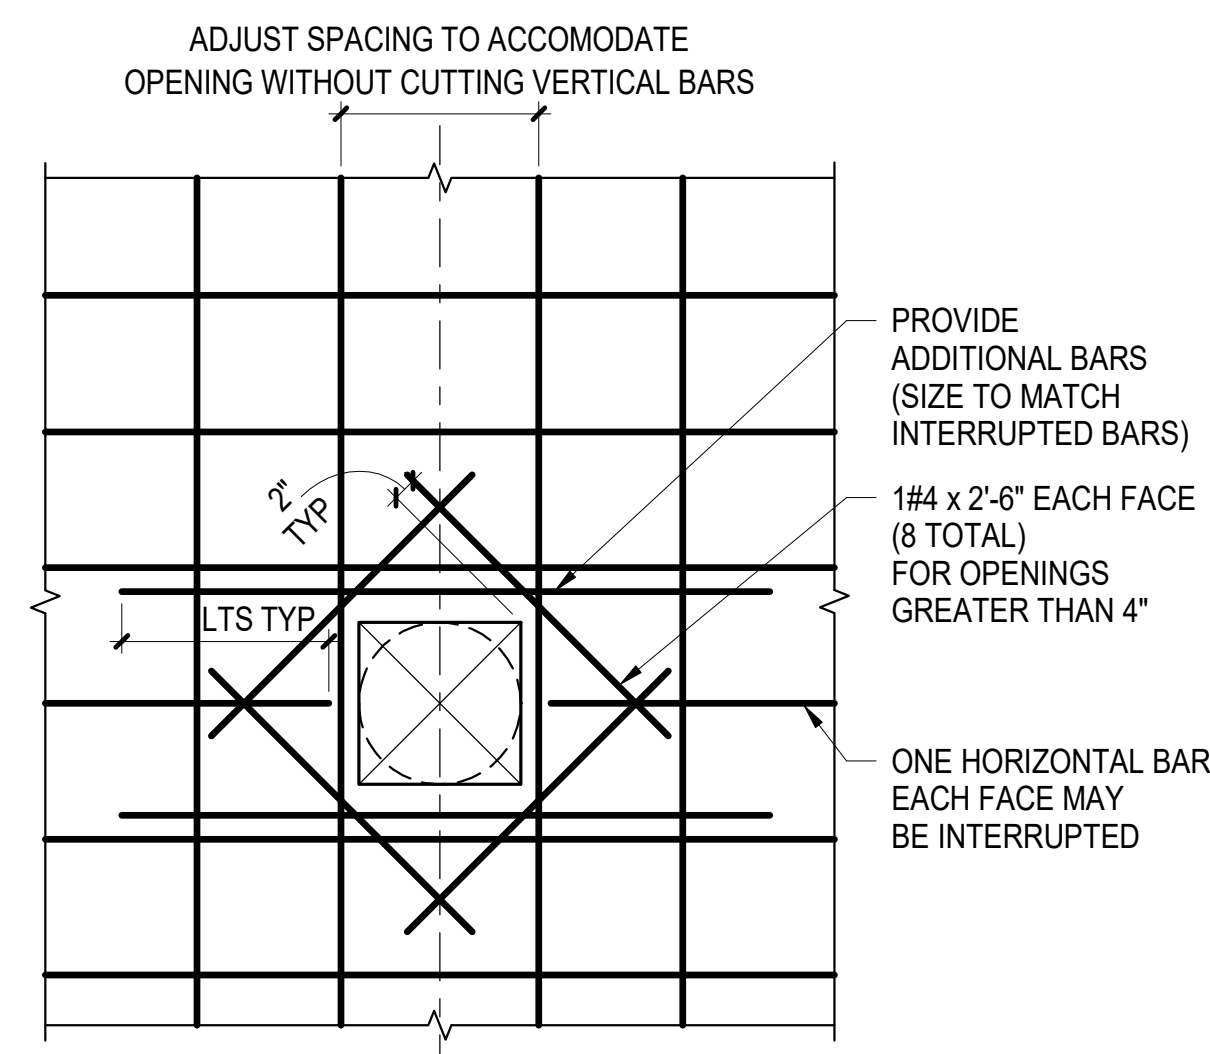 ADJUST SPACING TO ACCOMODATE
OPENING WITHOUT CUTTING VERTICAL BARS
PROVIDE
ADDITIONAL BARS
(SIZE TO MATCH
INTERRUPTED BARS)
2"
TYP
1#4 x 2'-6" EACH FACE
(8 TOTAL)
FOR OPENINGS
GREATER THAN 4"
LTS TYP
ONE HORIZONTAL BAR
EACH FACE MAY
BE INTERRUPTED